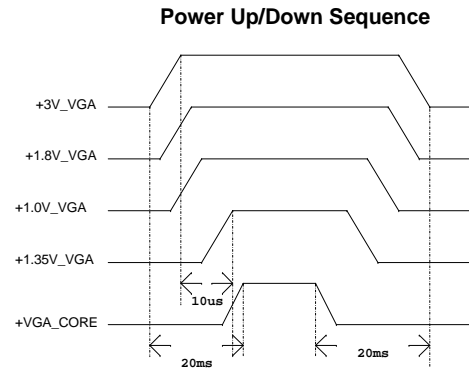 Power Up/Down Sequence
+3V_VGA
+1.8V_VGA
+1.0V_VGA
+1.35V_VGA
10us
+VGA_CORE
20ms
20ms